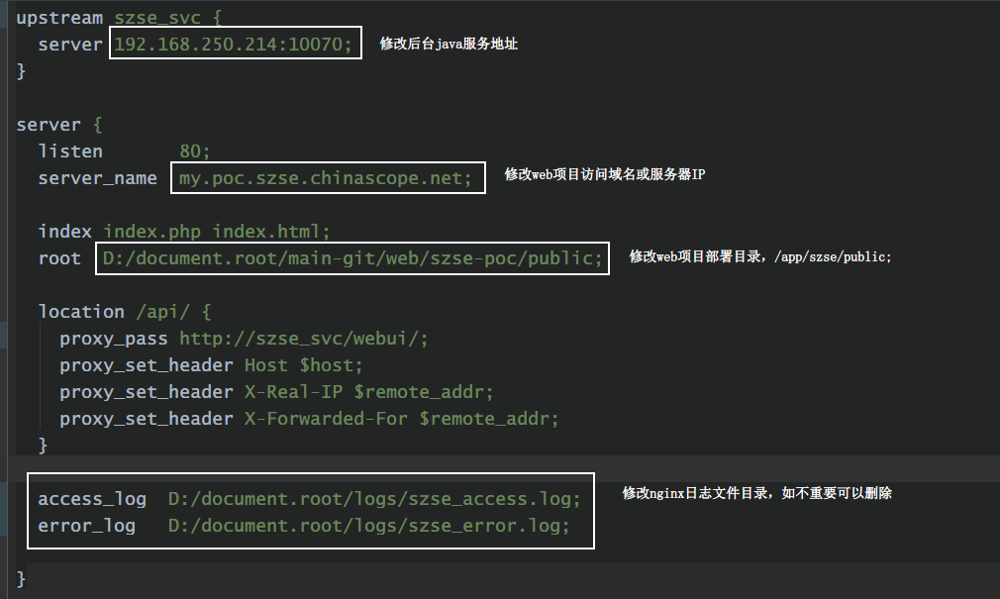 upstream szse_svc {
server 192.168.250.214:10070; 修改后台java服务地址
}
server {
listen 80;
server_name my.poc.szse.chinascope.net; 修改web项目访问域名或服务器IP
index index.php index.html;
root D:/document.root/main-git/web/szse-poc/public; 修改web项目部署目录，/app/szse/public;
location /api/ {
proxy_pass http://szse_svc/webui/;
proxy_set_header Host $host;
proxy_set_header X-Real-IP $remote_addr;
proxy_set_header X-Forwarded-For $remote_addr;
}
access_log D:/document.root/logs/szse_access.log; 修改nginx日志文件目录，如不重要可以删除
error_log D:/document.root/logs/szse_error.log;
}